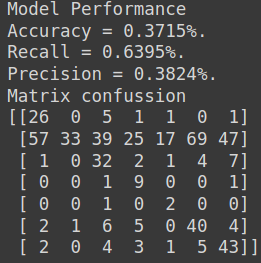 Model Performance
Accuracy = 0.3715%.
Recall = 0.6395%.
Precision = 0.3824%.
Matrix confussion
[[26  0  5  1  1  0  1]
 [57 33 39 25 17 69 47]
 [ 1  0 32  2  1  4  7]
 [ 0  0  1  9  0  0  1]
 [ 0  0  1  0  2  0  0]
 [ 2  1  6  5  0 40  4]
 [ 2  0  4  3  1  5 43]]